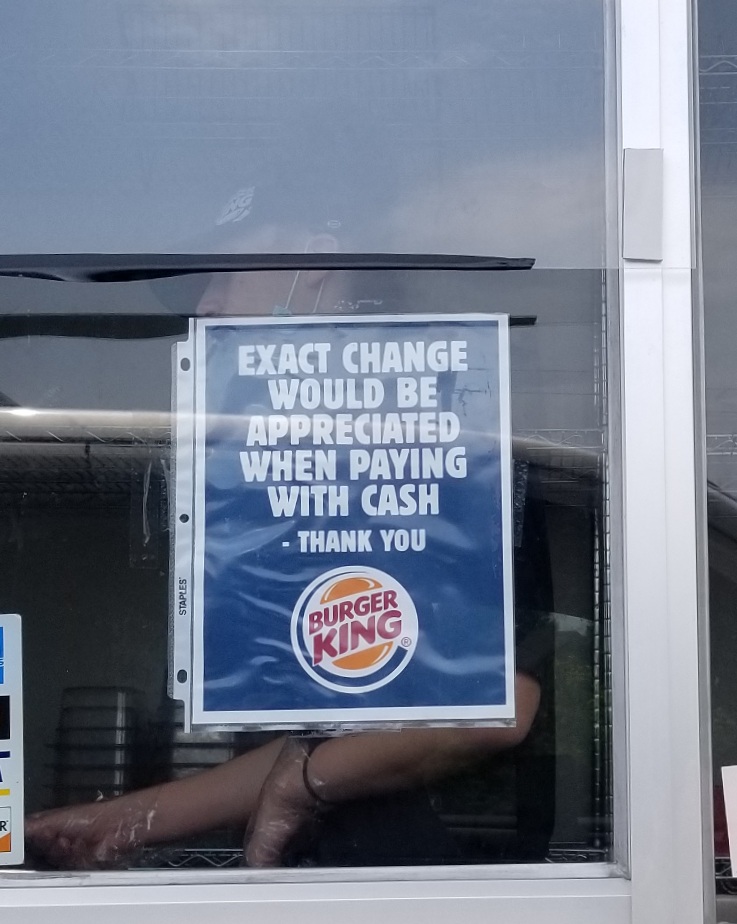 EXACT CHANGE
WOULD BE
APPRECIATED
WHEN PAYING
WITH CASH
- THANK YOU
BURGER
KING®
STAPLES